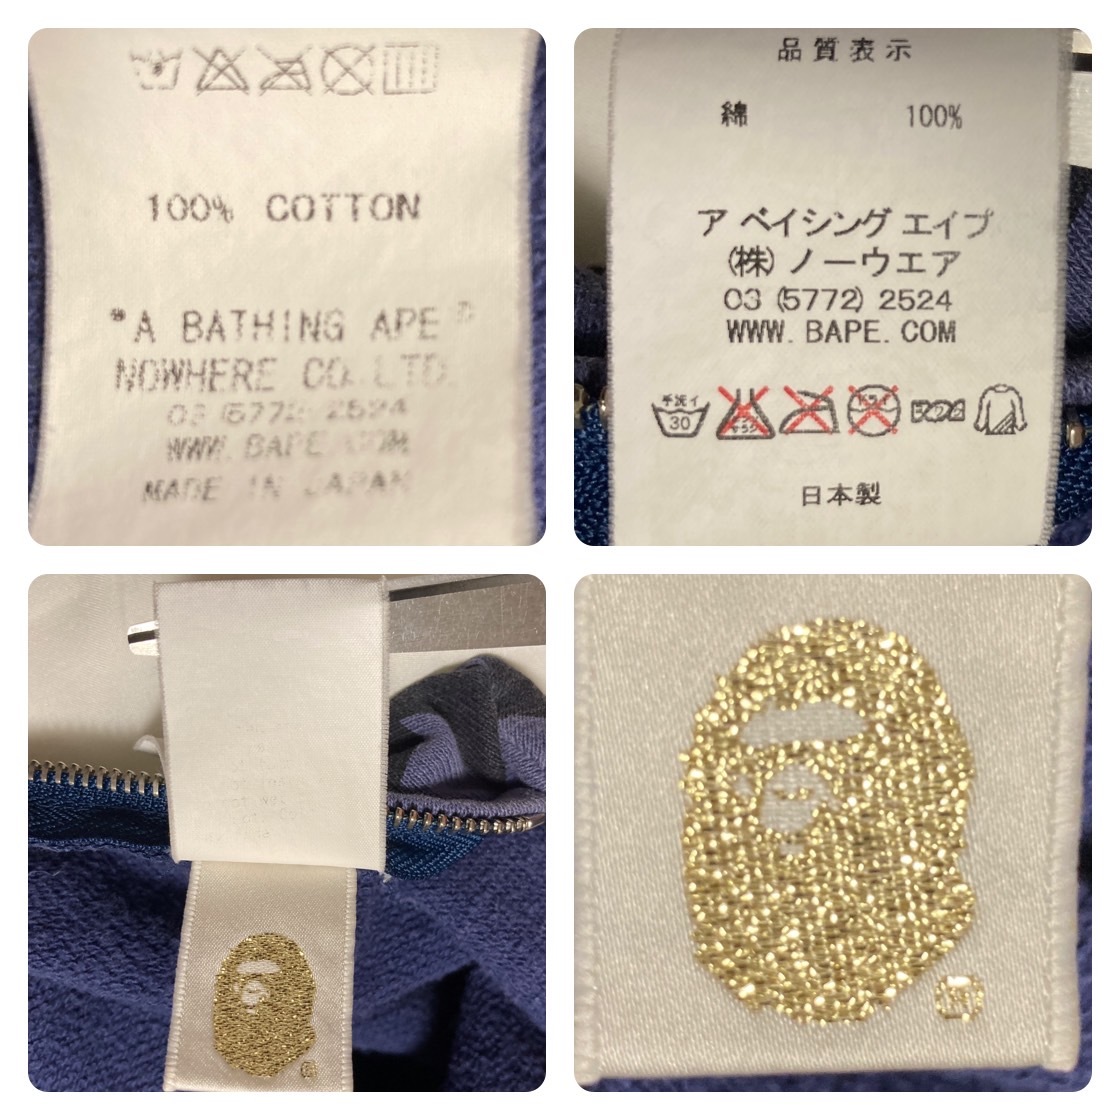 100% COTTON
"A BATHING APE"
NOWHERE CO. LTD.
03 (5772) 2524
WWW. BAPE. COM
MADE IN JAPAN
品質表示
綿 100%
ア ベイシング エイプ
(株) ノーウエア
03 (5772) 2524
WWW. BAPE. COM
手洗イ
30
日本製